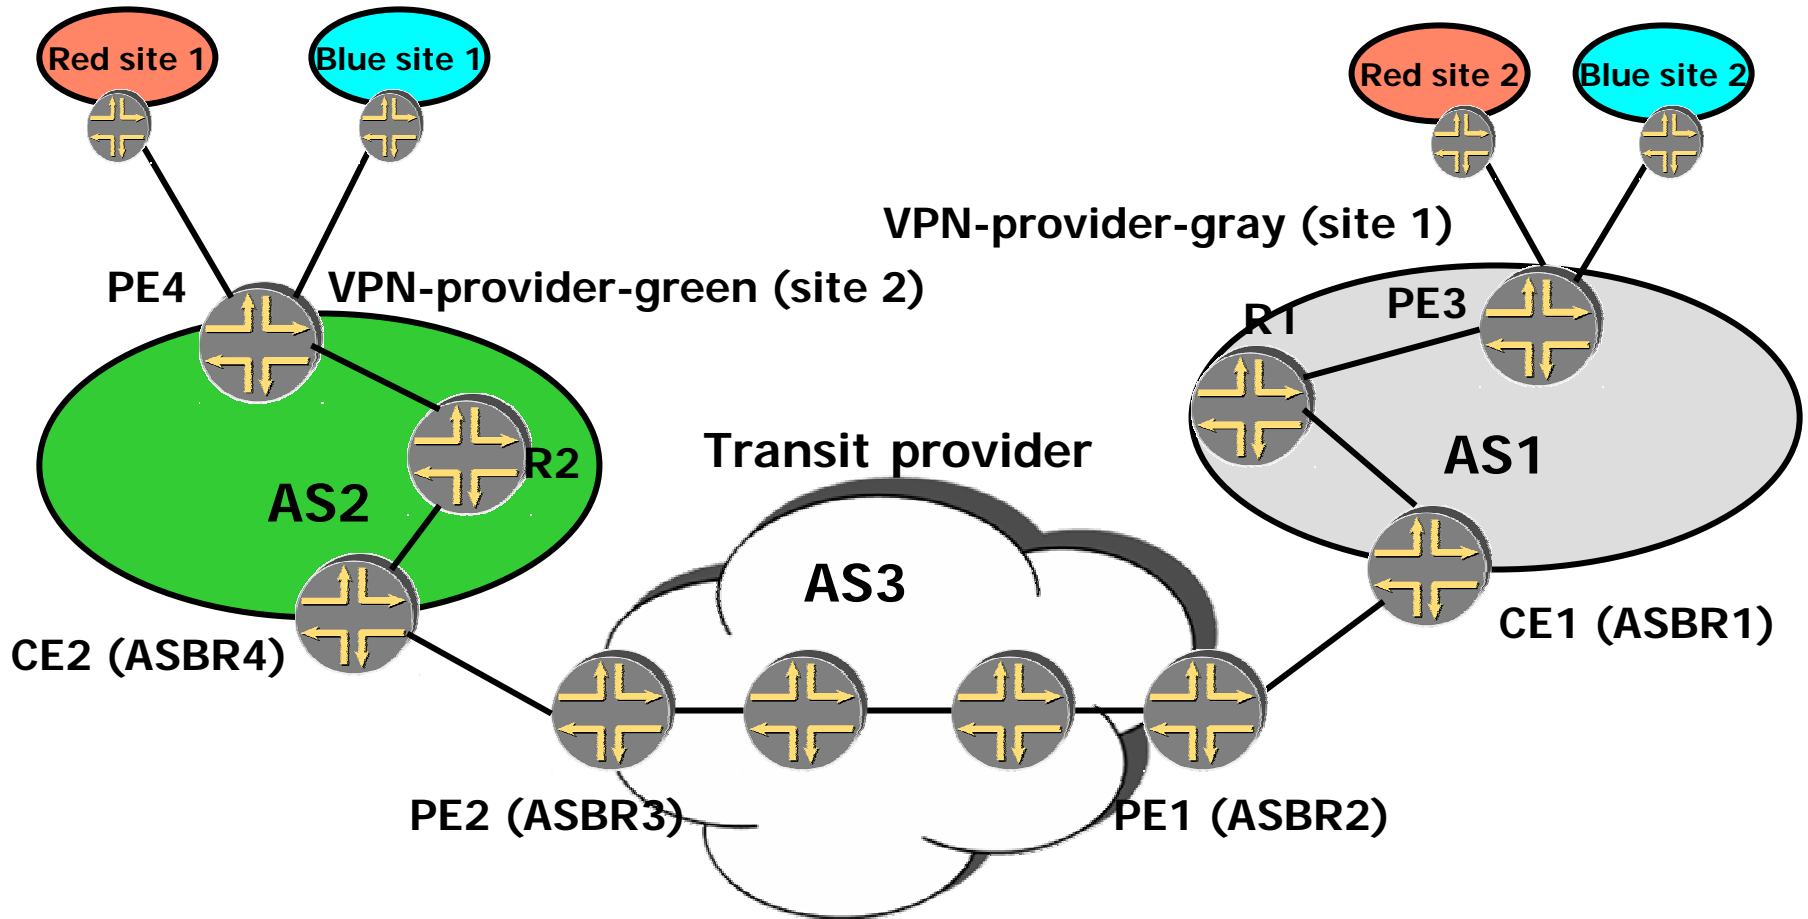 Red site 1
Blue site 1
Red site 2
Blue site 2
VPN-provider-gray (site 1)
PE4
VPN-provider-green (site 2)
PE3
R1
Transit provider
AS1
R2
AS2
AS3
CE1 (ASBR1)
CE2 (ASBR4)
PE2 (ASBR3)
PE1 (ASBR2)